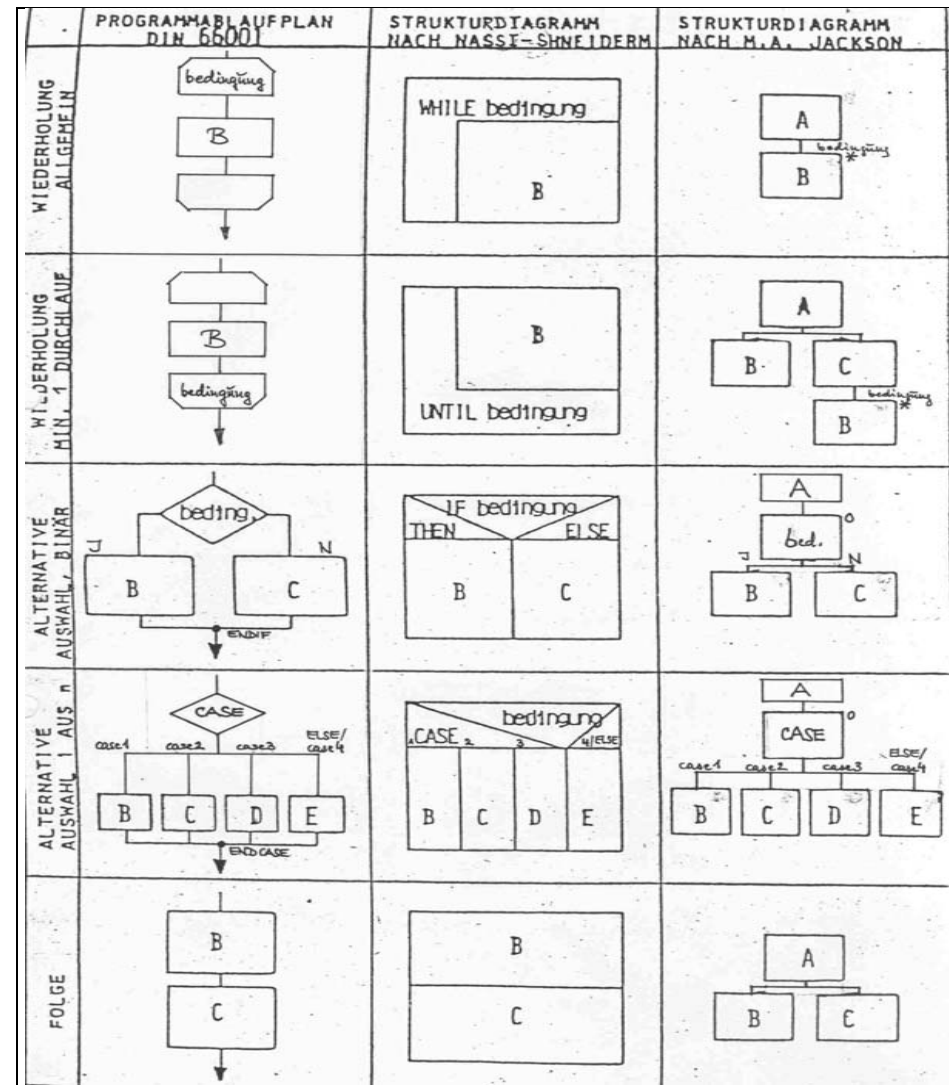 PROGRAMMABLAUFPLAN
DIN 66001
STRUKTURDIAGRAMM
NACH NASSI-SHNEIDERM
STRUKTURDIAGRAMM
NACH M.A. JACKSON
WIEDERHOLUNG
ALLGEMEIN
bedingung
B
WHILE bedingung
B
A
bedingung
*
B
WIEDERHOLUNG
MIN. 1 DURCHLAUF
B
bedingung
B
UNTIL bedingung
A
B
C
bedingung
*
B
ALTERNATIVE
AUSWAHL, BINÄR
beding.
J
N
B
C
ENDIF
IF bedingung
THEN
ELSE
B
C
A
O
bed.
J
N
B
C
ALTERNATIVE
AUSWAHL, 1 AUS n
CASE
case1
case2
case3
ELSE/
case4
B
C
D
E
ENDCASE
bedingung
1
CASE
2
3
4/ELSE
B
C
D
E
A
O
CASE
case1
case2
case3
ELSE/
case4
B
C
D
E
FOLGE
B
C
B
C
A
B
C